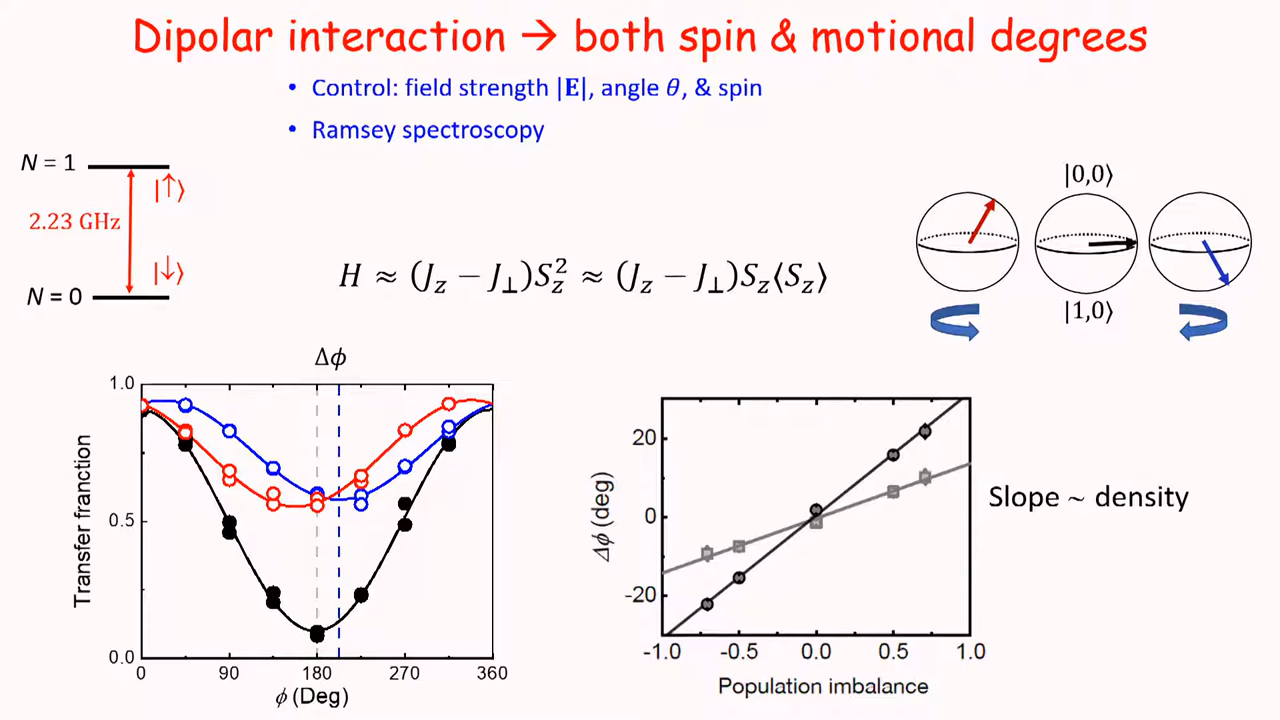 Dipolar interaction → both spin & motional degrees
• Control: field strength |E|, angle θ, & spin
• Ramsey spectroscopy
N = 1
|↑⟩
2.23 GHz
|↓⟩
N = 0
H ≈ (J_z − J_⊥)S_z^2 ≈ (J_z − J_⊥)S_z⟨S_z⟩
|0,0⟩
|1,0⟩
Δϕ
1.0
0.5
0.0
Transfer franction
0 90 180 270 360
ϕ (Deg)
20
0
-20
Δϕ (deg)
-1.0 -0.5 0.0 0.5 1.0
Population imbalance
Slope ~ density